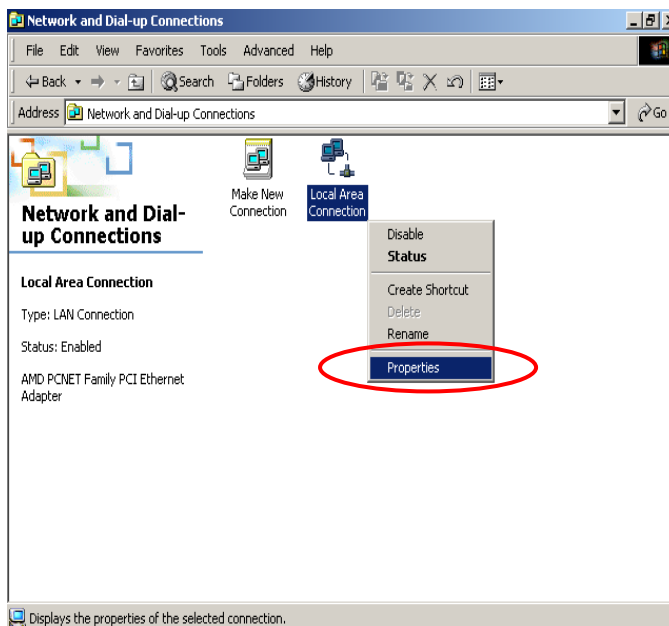 Network and Dial-up Connections
File Edit View Favorites Tools Advanced Help
Back Search Folders History
Address Network and Dial-up Connections Go
Network and Dial-
up Connections
Local Area Connection
Type: LAN Connection
Status: Enabled
AMD PCNET Family PCI Ethernet
Adapter
Make New
Connection
Local Area
Connection
Disable
Status
Create Shortcut
Delete
Rename
Properties
Displays the properties of the selected connection.